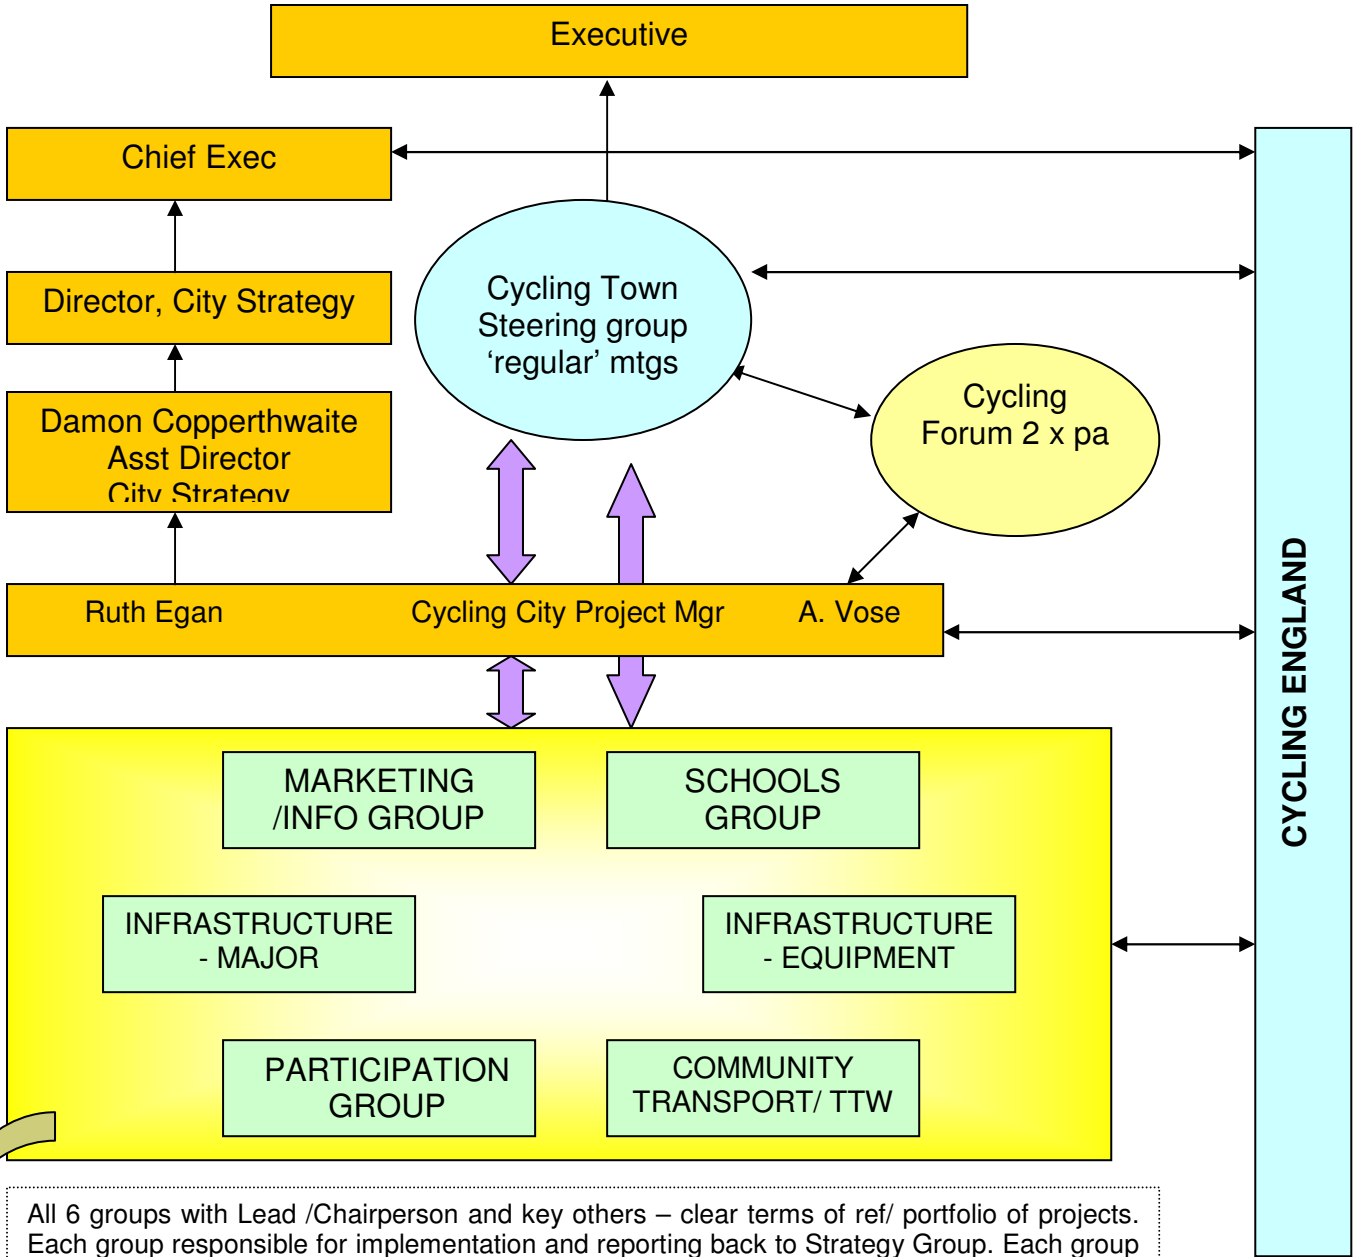 Executive
Chief Exec
Director, City Strategy
Cycling Town
Steering group
‘regular’ mtgs
Damon Copperthwaite
Asst Director
City Strategy
Cycling
Forum 2 x pa
Ruth Egan Cycling City Project Mgr A. Vose
CYCLING ENGLAND
MARKETING
/INFO GROUP
SCHOOLS
GROUP
INFRASTRUCTURE
- MAJOR
INFRASTRUCTURE
- EQUIPMENT
PARTICIPATION
GROUP
COMMUNITY
TRANSPORT/ TTW
All 6 groups with Lead /Chairperson and key others – clear terms of ref/ portfolio of projects.
Each group responsible for implementation and reporting back to Strategy Group. Each group